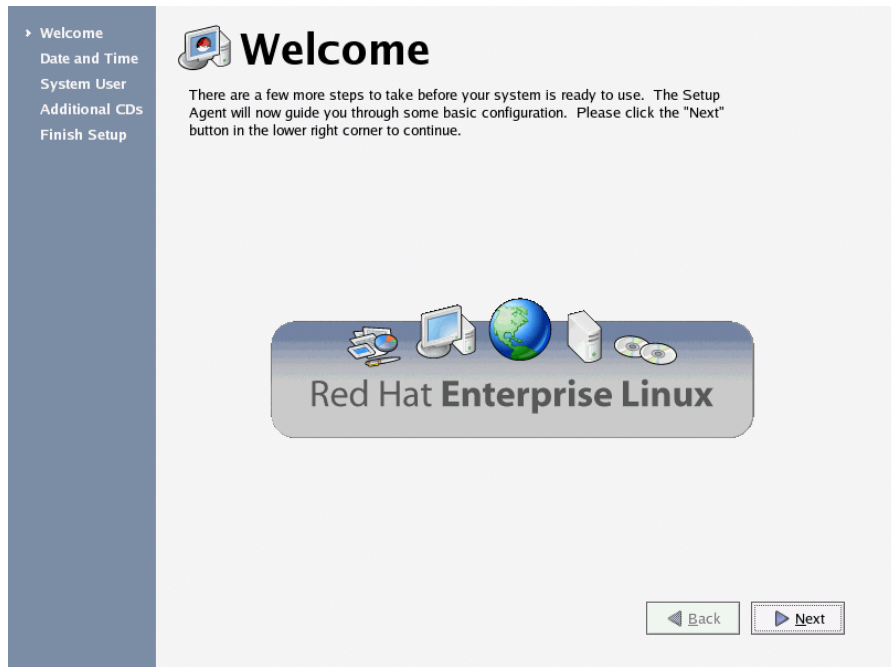 Welcome
Date and Time
System User
Additional CDs
Finish Setup
Welcome
There are a few more steps to take before your system is ready to use.  The Setup
Agent will now guide you through some basic configuration.  Please click the "Next"
button in the lower right corner to continue.
Red Hat Enterprise Linux
Back
Next